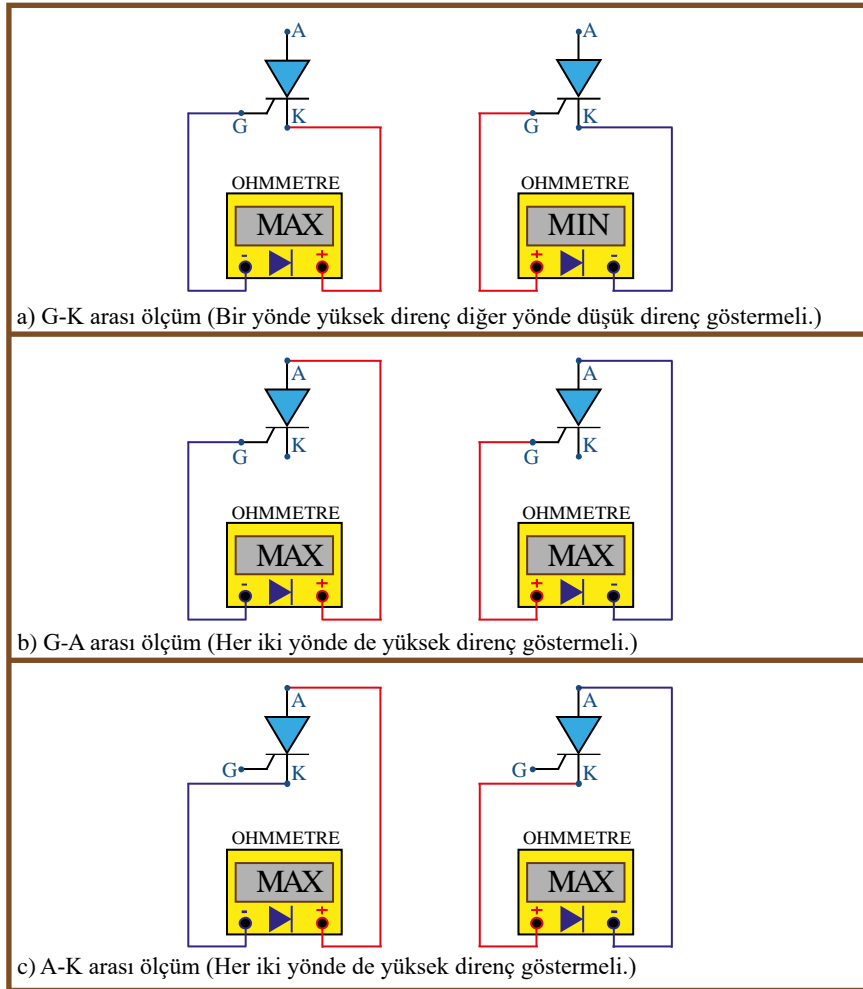 A A
G K G K
OHMMETRE OHMMETRE
MAX MIN
- + + -
a) G-K arası ölçüm (Bir yönde yüksek direnç diğer yönde düşük direnç göstermeli.)
A A
G K G K
OHMMETRE OHMMETRE
MAX MAX
- + + -
b) G-A arası ölçüm (Her iki yönde de yüksek direnç göstermeli.)
A A
G K G K
OHMMETRE OHMMETRE
MAX MAX
- + + -
c) A-K arası ölçüm (Her iki yönde de yüksek direnç göstermeli.)